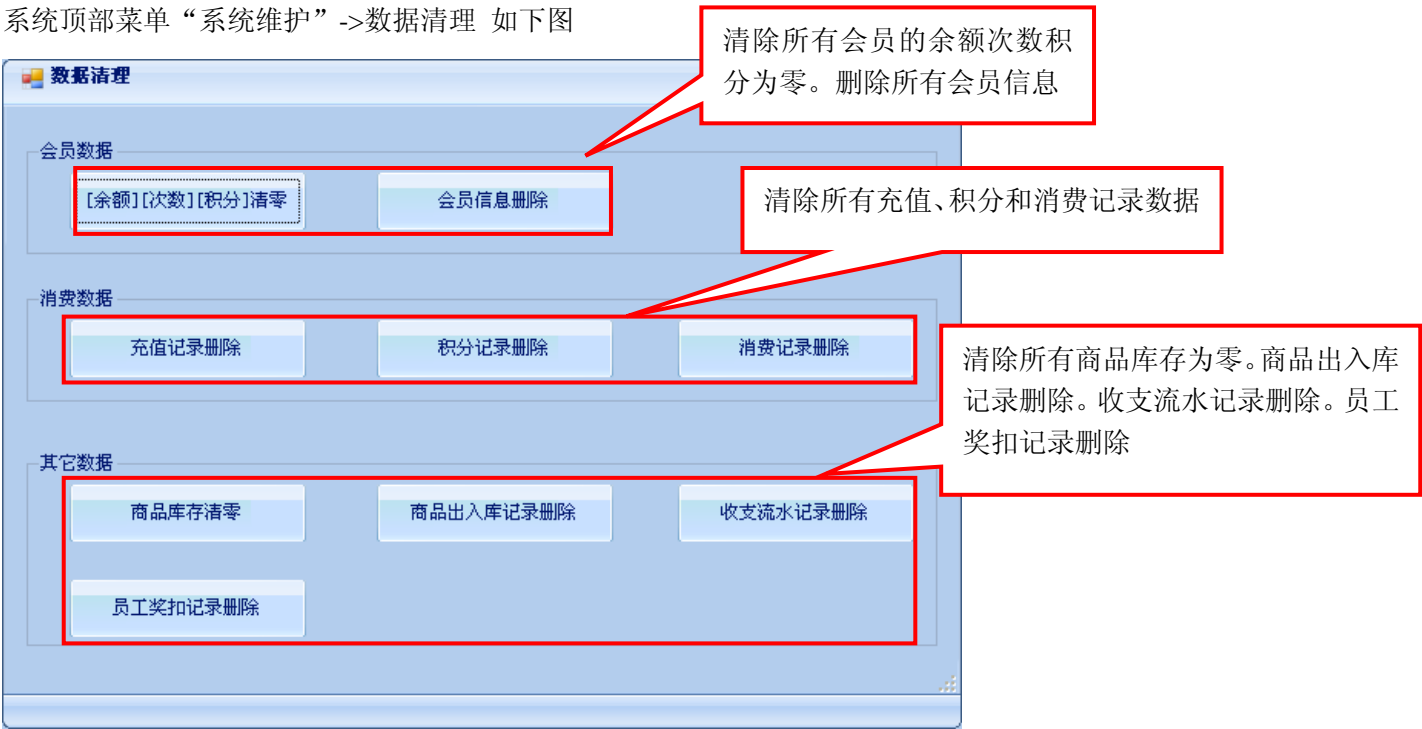 系统顶部菜单“系统维护”->数据清理 如下图
清除所有会员的余额次数积
分为零。删除所有会员信息
数据清理
会员数据
[余额][次数][积分]清零
会员信息删除
清除所有充值、积分和消费记录数据
消费数据
充值记录删除
积分记录删除
消费记录删除
清除所有商品库存为零。商品出入库
记录删除。收支流水记录删除。员工
奖扣记录删除
其它数据
商品库存清零
商品出入库记录删除
收支流水记录删除
员工奖扣记录删除